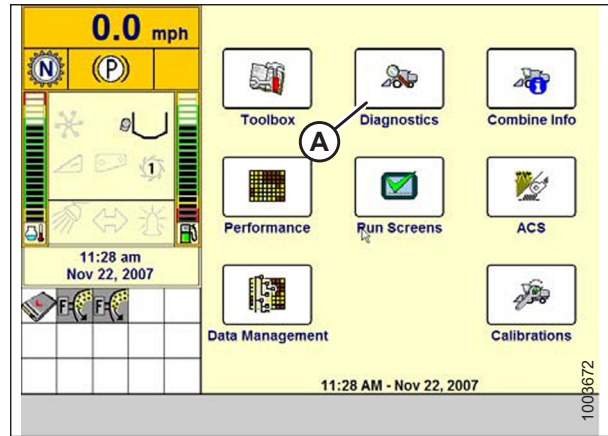 0.0 mph
N
(P)
1
11:28 am
Nov 22, 2007
F
F
Toolbox
Diagnostics
Combine Info
A
Performance
Run Screens
ACS
Data Management
Calibrations
11:28 AM - Nov 22, 2007
1003672